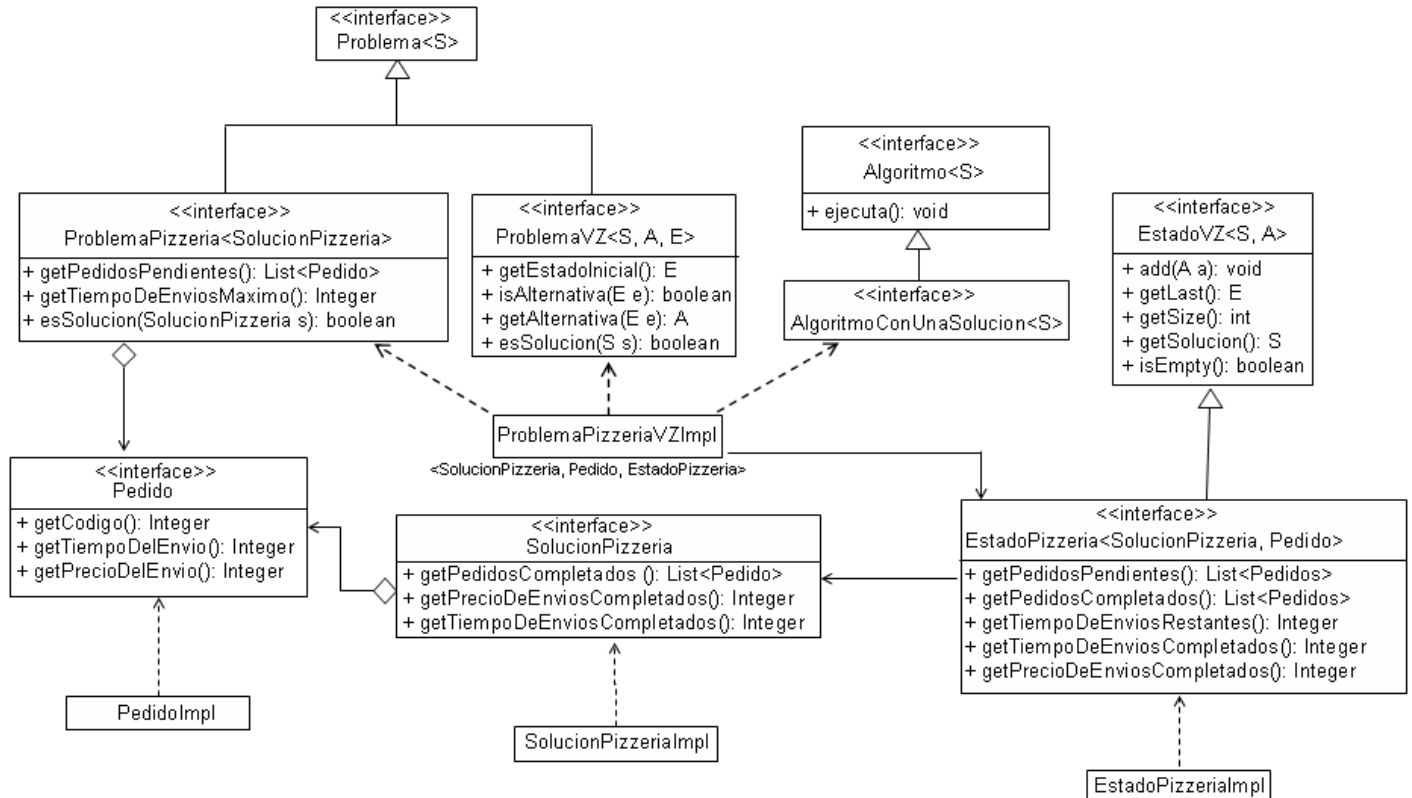 <<interface>>
Problema<S>
<<interface>>
Algoritmo<S>
+ ejecuta(): void
<<interface>>
ProblemaPizzeria<SolucionPizzeria>
+ getPedidosPendientes(): List<Pedido>
+ getTiempoDeEnviosMaximo(): Integer
+ esSolucion(SolucionPizzeria s): boolean
<<interface>>
ProblemaVZ<S, A, E>
+ getEstadoInicial(): E
+ isAlternativa(E e): boolean
+ getAlternativa(E e): A
+ esSolucion(S s): boolean
<<interface>>
EstadoVZ<S, A>
+ add(A a): void
+ getLast(): E
+ getSize(): int
+ getSolucion(): S
+ isEmpty(): boolean
<<interface>>
AlgoritmoConUnaSolucion<S>
ProblemaPizzeriaVZImpl
<SolucionPizzeria, Pedido, EstadoPizzeria>
<<interface>>
Pedido
+ getCodigo(): Integer
+ getTiempoDelEnvio(): Integer
+ getPrecioDelEnvio(): Integer
<<interface>>
SolucionPizzeria
+ getPedidosCompletados (): List<Pedido>
+ getPrecioDeEnviosCompletados(): Integer
+ getTiempoDeEnviosCompletados(): Integer
<<interface>>
EstadoPizzeria<SolucionPizzeria, Pedido>
+ getPedidosPendientes(): List<Pedidos>
+ getPedidosCompletados(): List<Pedidos>
+ getTiempoDeEnviosRestantes(): Integer
+ getTiempoDeEnviosCompletados(): Integer
+ getPrecioDeEnviosCompletados(): Integer
PedidoImpl
SolucionPizzeriaImpl
EstadoPizzeriaImpl